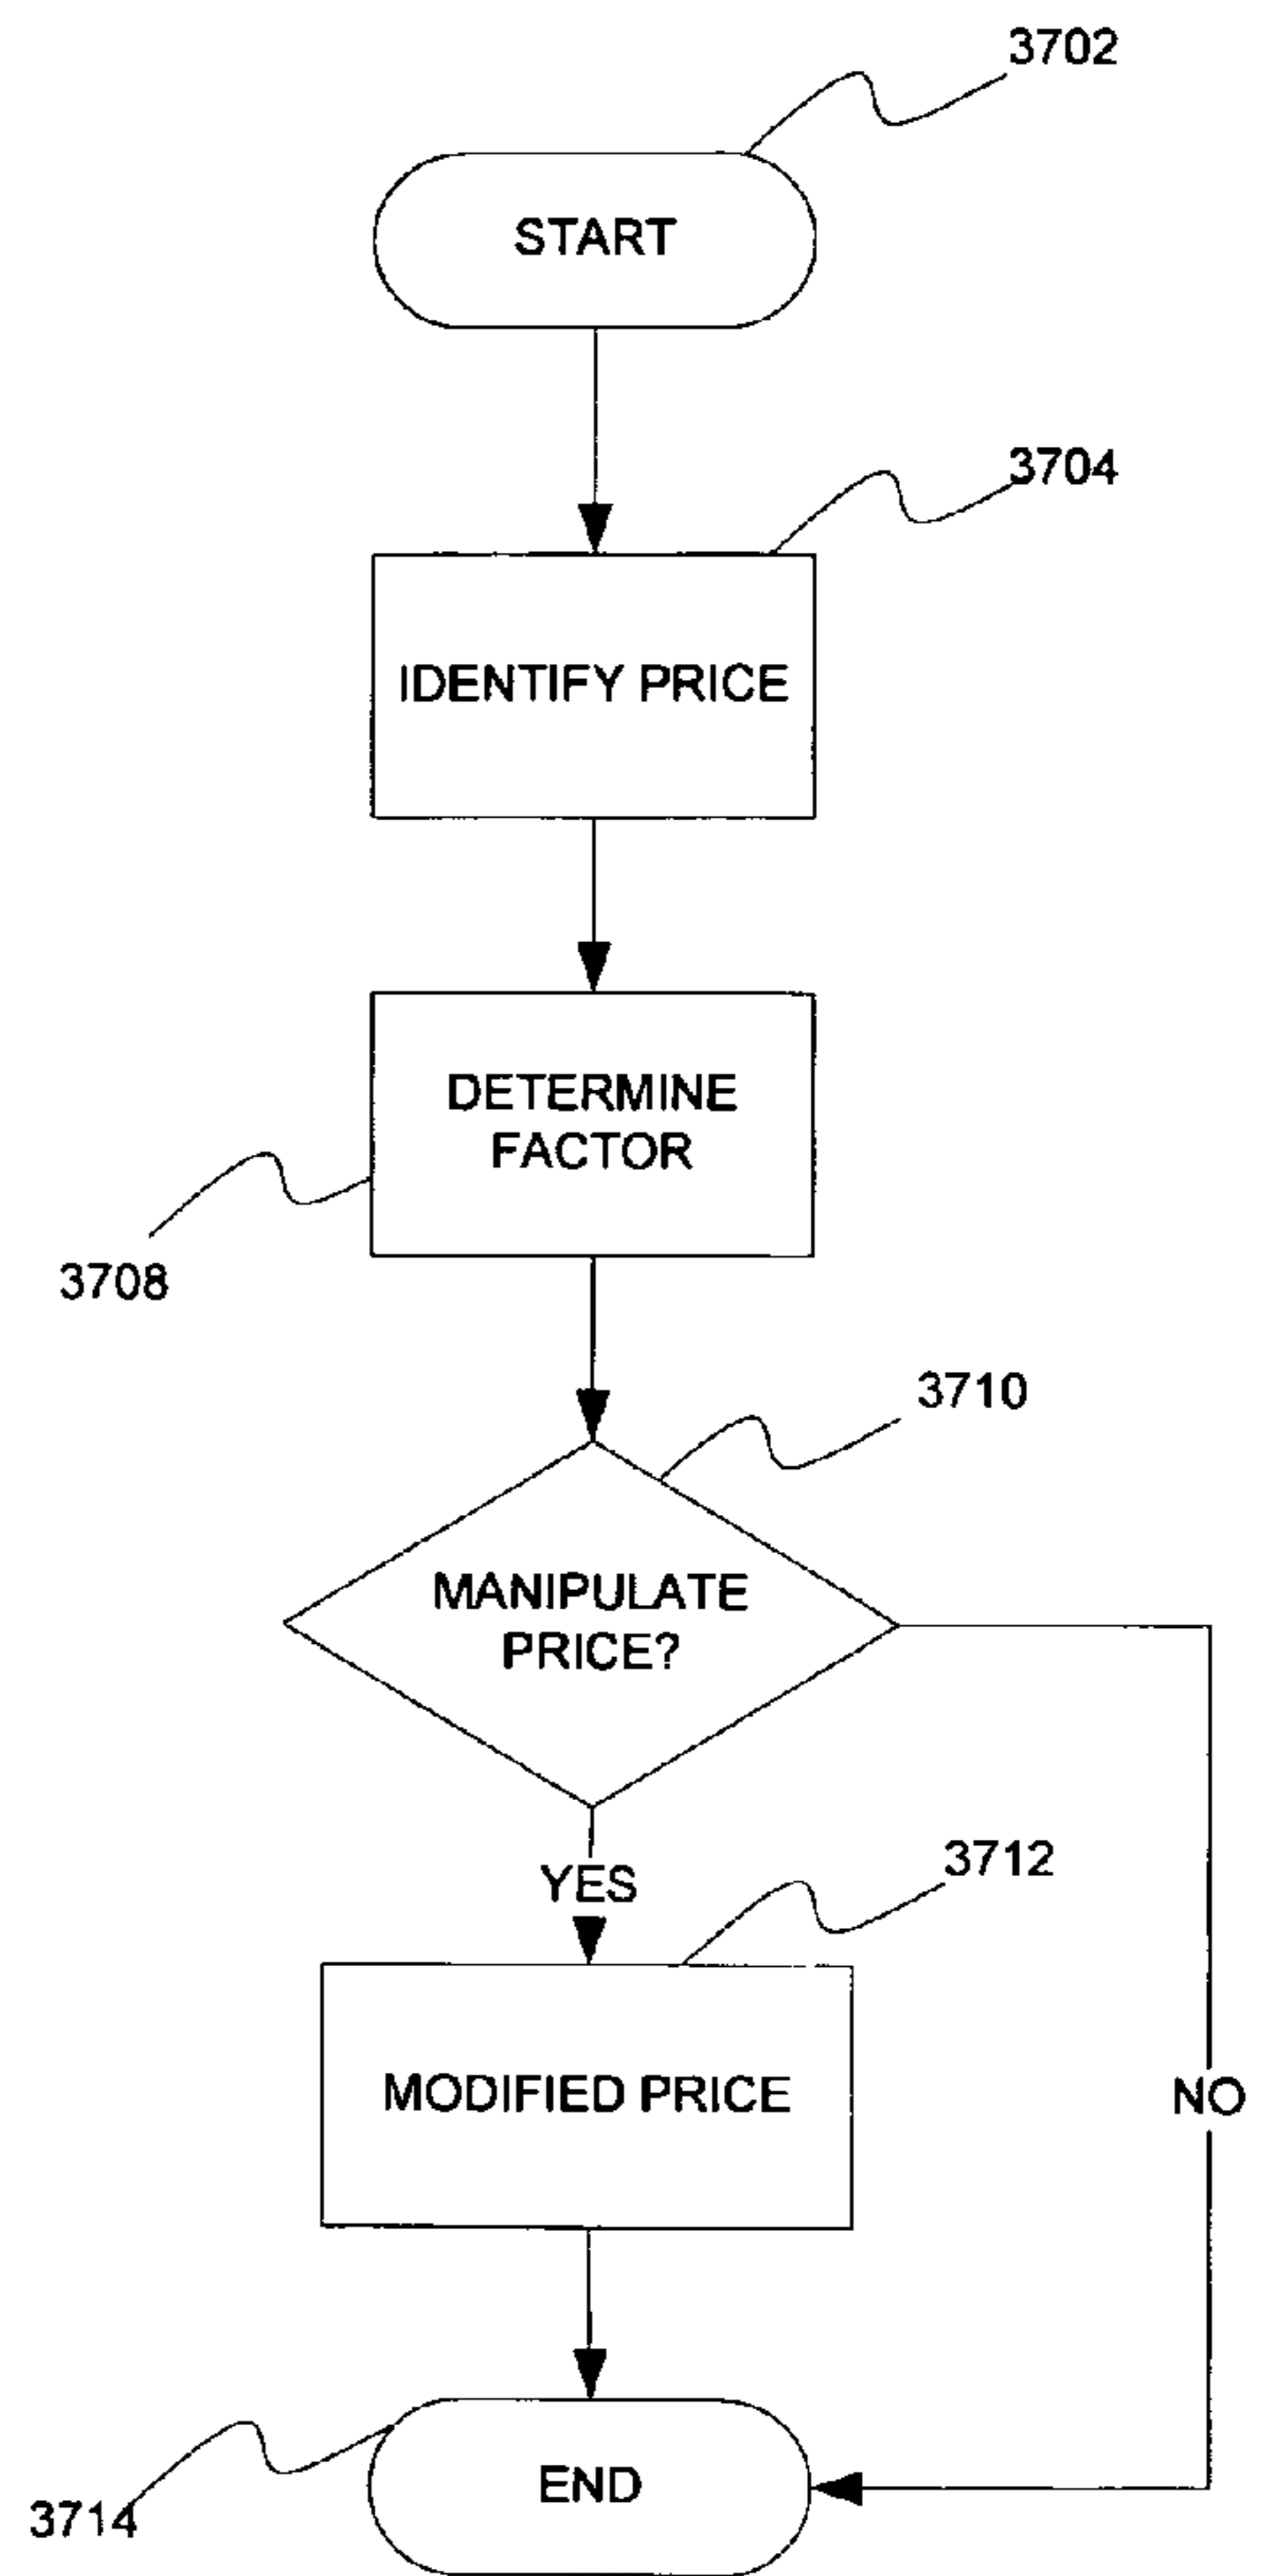 3702
START
3704
IDENTIFY PRICE
DETERMINE
FACTOR
3708
3710
MANIPULATE
PRICE?
YES
3712
MODIFIED PRICE
NO
END
3714